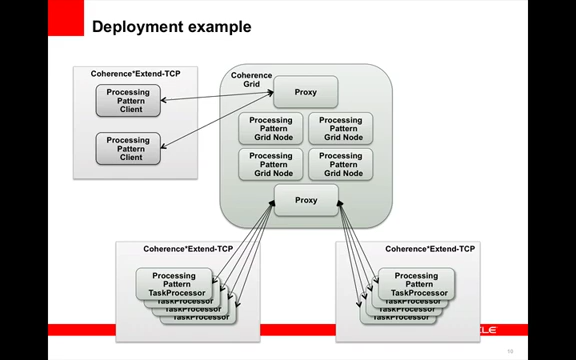 Deployment example
Coherence*Extend-TCP
Processing
Pattern
Client
Processing
Pattern
Client
Coherence
Grid
Proxy
Processing
Pattern
Grid Node
Processing
Pattern
Grid Node
Processing
Pattern
Grid Node
Processing
Pattern
Grid Node
Proxy
Coherence*Extend-TCP
Processing
Pattern
TaskProcessor
TaskProcessor
TaskProcessor
Coherence*Extend-TCP
Processing
Pattern
TaskProcessor
TaskProcessor
TaskProcessor